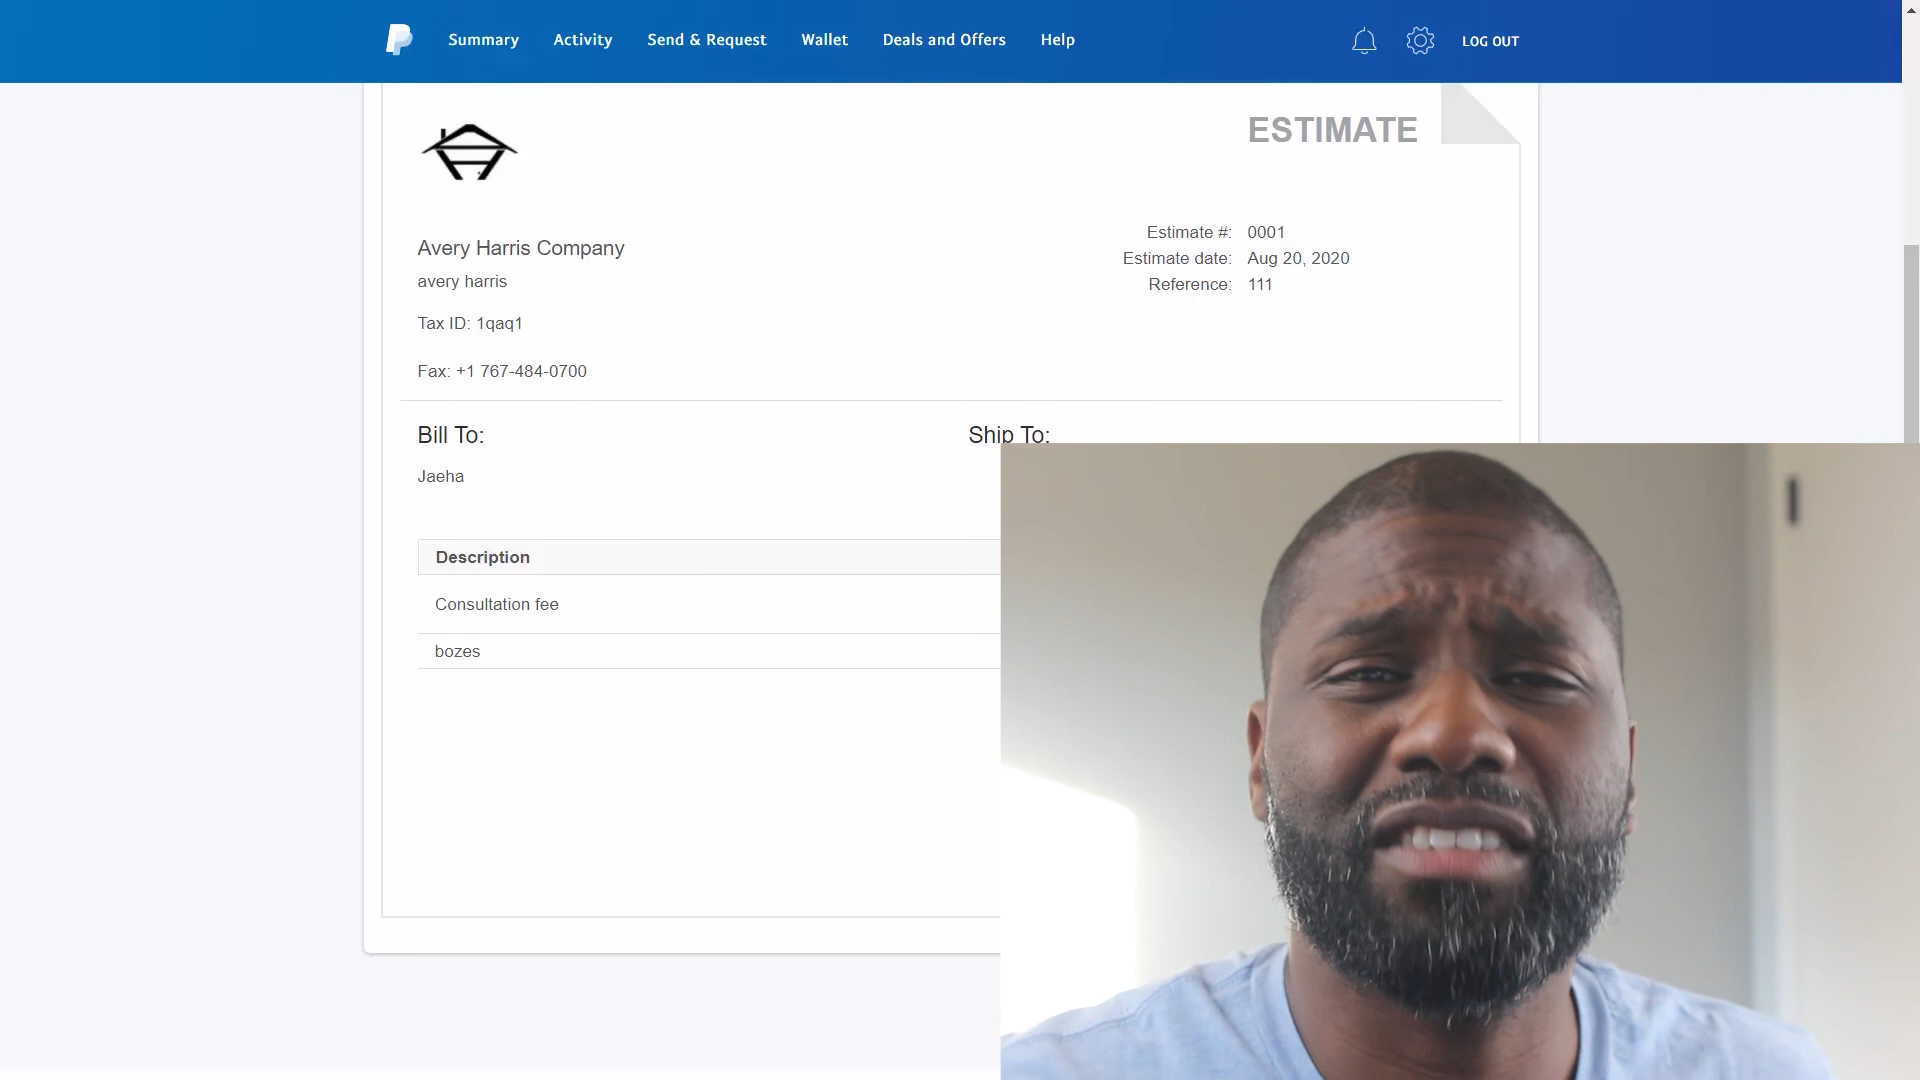 Summary Activity Send & Request Wallet Deals and Offers Help LOG OUT
ESTIMATE
Estimate #: 0001
Avery Harris Company
Estimate date: Aug 20, 2020
avery harris
Reference: 111
Tax ID: 1qaq1
Fax: +1 767-484-0700
Bill To:
Ship To:
Jaeha
Description
Consultation fee
bozes